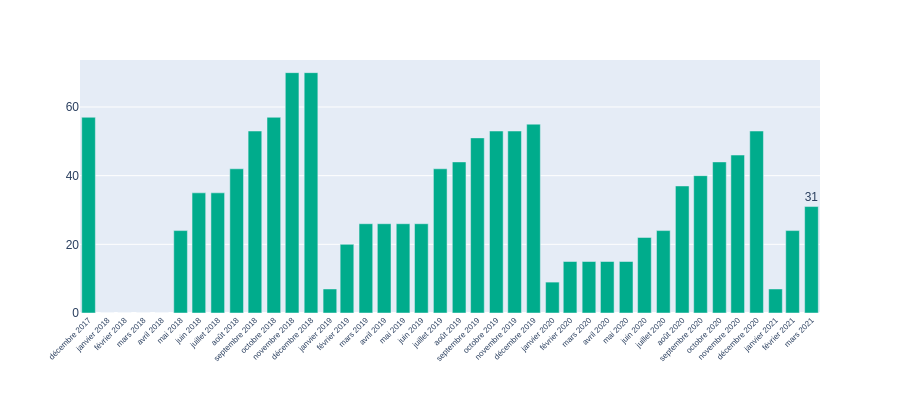 60
40
20
0
31
décembre 2017
janvier 2018
février 2018
mars 2018
avril 2018
mai 2018
juin 2018
juillet 2018
août 2018
septembre 2018
octobre 2018
novembre 2018
décembre 2018
janvier 2019
février 2019
mars 2019
avril 2019
mai 2019
juin 2019
juillet 2019
août 2019
septembre 2019
octobre 2019
novembre 2019
décembre 2019
janvier 2020
février 2020
mars 2020
avril 2020
mai 2020
juin 2020
juillet 2020
août 2020
septembre 2020
octobre 2020
novembre 2020
décembre 2020
janvier 2021
février 2021
mars 2021